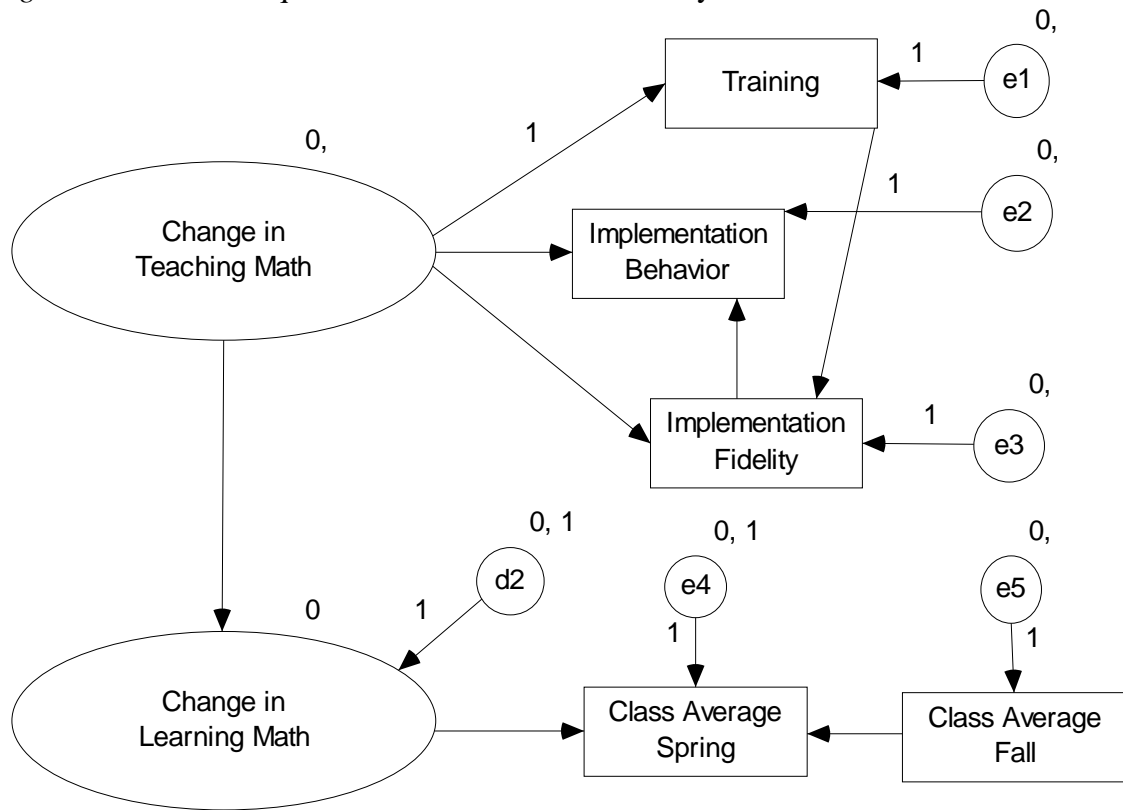 0,
1
Training
e1
0,
1
0,
Change in
Teaching Math
1
Implementation
Behavior
e2
Implementation
Fidelity
1
0,
e3
0, 1
d2
0, 1
e4
0,
e5
0
1
1
1
Change in
Learning Math
Class Average
Spring
Class Average
Fall